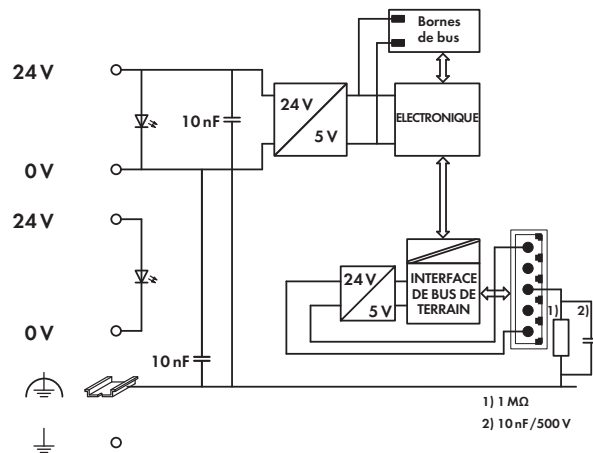 Bornes
de bus
24 V
10 nF
24 V
5 V
ELECTRONIQUE
0 V
24 V
24 V
5 V
INTERFACE
DE BUS DE
TERRAIN
1)
2)
0 V
10 nF
1) 1 MΩ
2) 10 nF/500 V